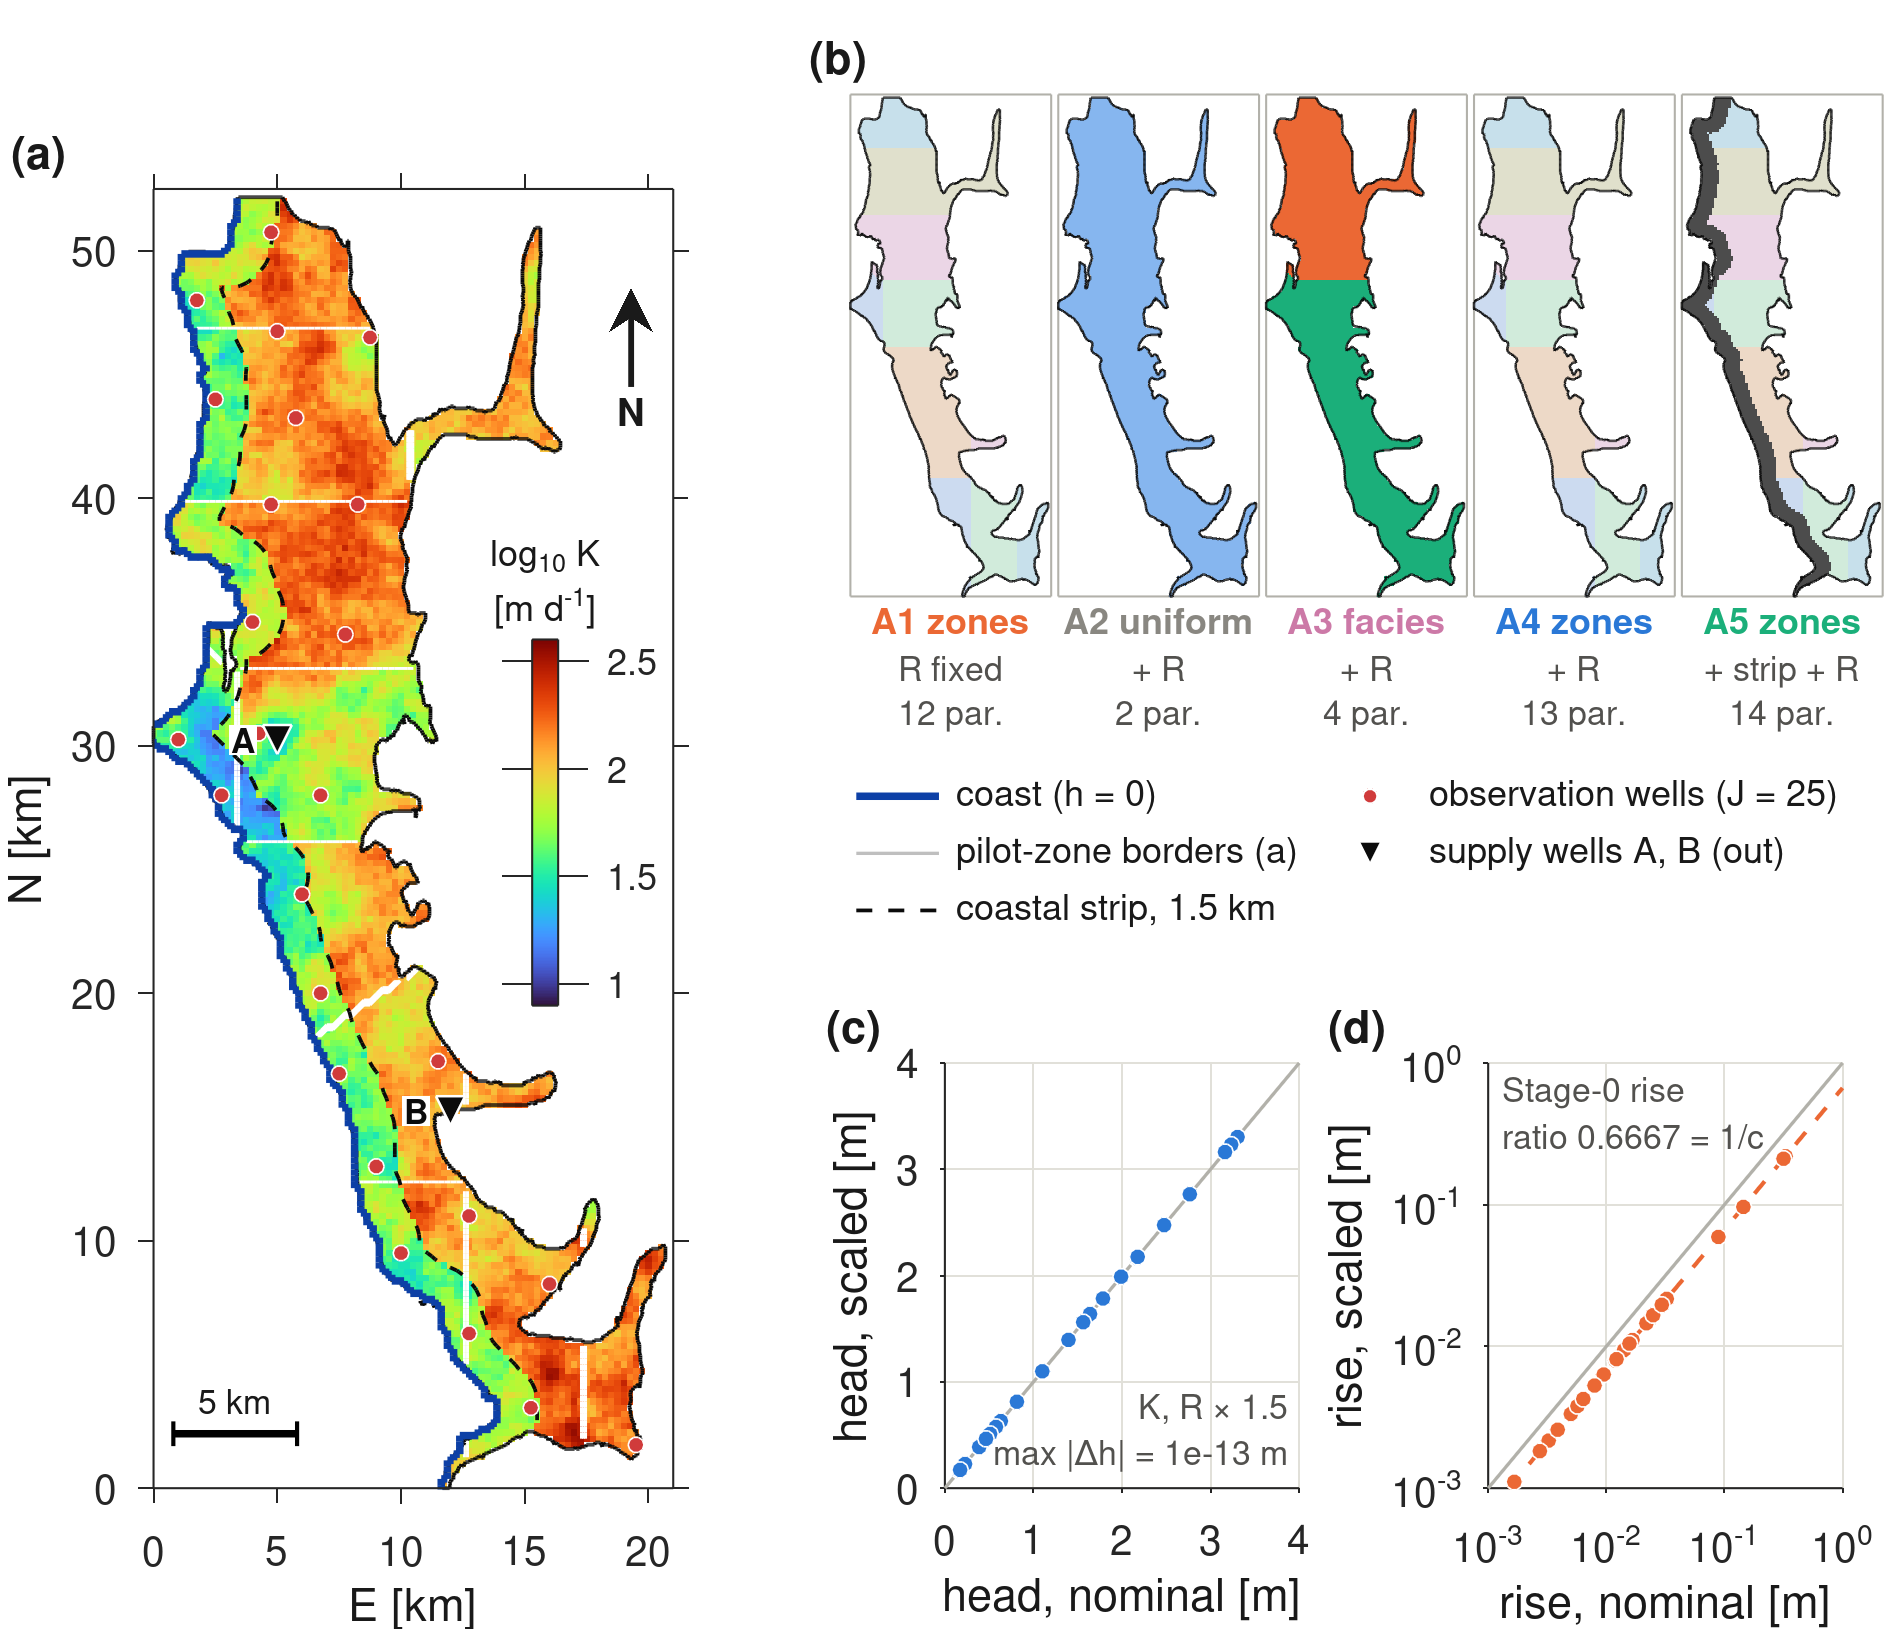 (a)
50
40
30
20
10
0
N [km]
0
5
10
15
20
E [km]
N
log10 K
[m d-1]
2.5
2
1.5
1
A
B
5 km
(b)
A1 zones
R fixed
12 par.
A2 uniform
+ R
2 par.
A3 facies
+ R
4 par.
A4 zones
+ R
13 par.
A5 zones
+ strip + R
14 par.
coast (h = 0)
pilot-zone borders (a)
coastal strip, 1.5 km
observation wells (J = 25)
supply wells A, B (out)
(c)
4
3
2
1
0
head, scaled [m]
K, R × 1.5
max |Δh| = 1e-13 m
0
1
2
3
4
head, nominal [m]
(d)
10^0
10^-1
10^-2
10^-3
rise, scaled [m]
Stage-0 rise
ratio 0.6667 = 1/c
10^-3
10^-2
10^-1
10^0
rise, nominal [m]